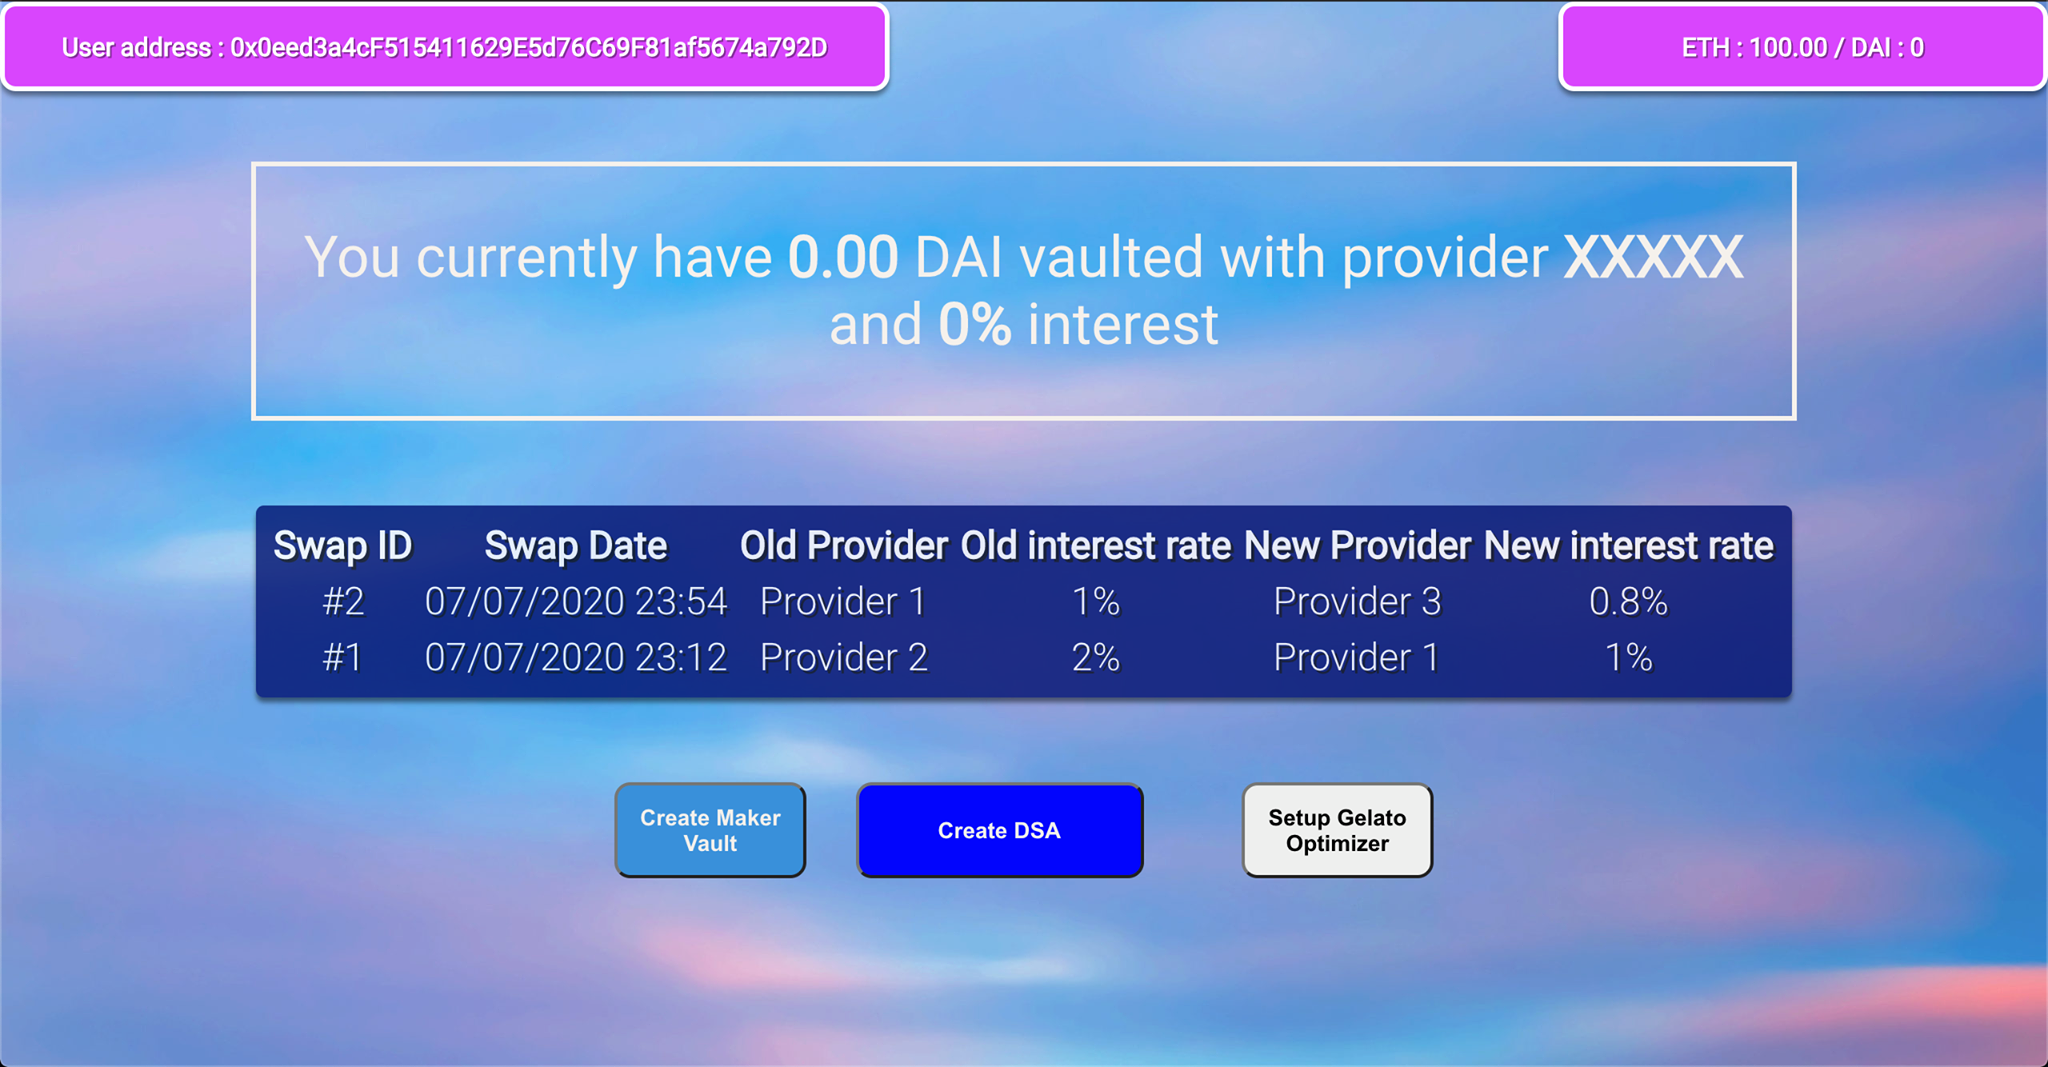 User address : 0x0eed3a4cF515411629E5d76C69F81af5674a792D
ETH : 100.00 / DAI : 0
You currently have 0.00 DAI vaulted with provider XXXXX
and 0% interest
Swap ID Swap Date Old Provider Old interest rate New Provider New interest rate
#2 07/07/2020 23:54 Provider 1 1% Provider 3 0.8%
#1 07/07/2020 23:12 Provider 2 2% Provider 1 1%
Create Maker
Vault
Create DSA
Setup Gelato
Optimizer